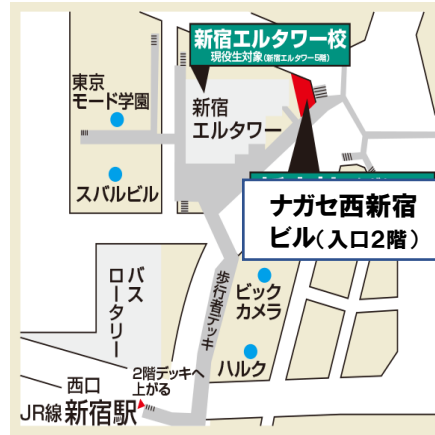 新宿エルタワー校
現役生対象(新宿エルタワー5階)
東京
モード学園
新宿
エルタワー
スバルビル
ナガセ西新宿
ビル(入口2階)
バスロータリー
歩行者デッキ
ビック
カメラ
ハルク
2階デッキへ
上がる
西口
JR線 新宿駅